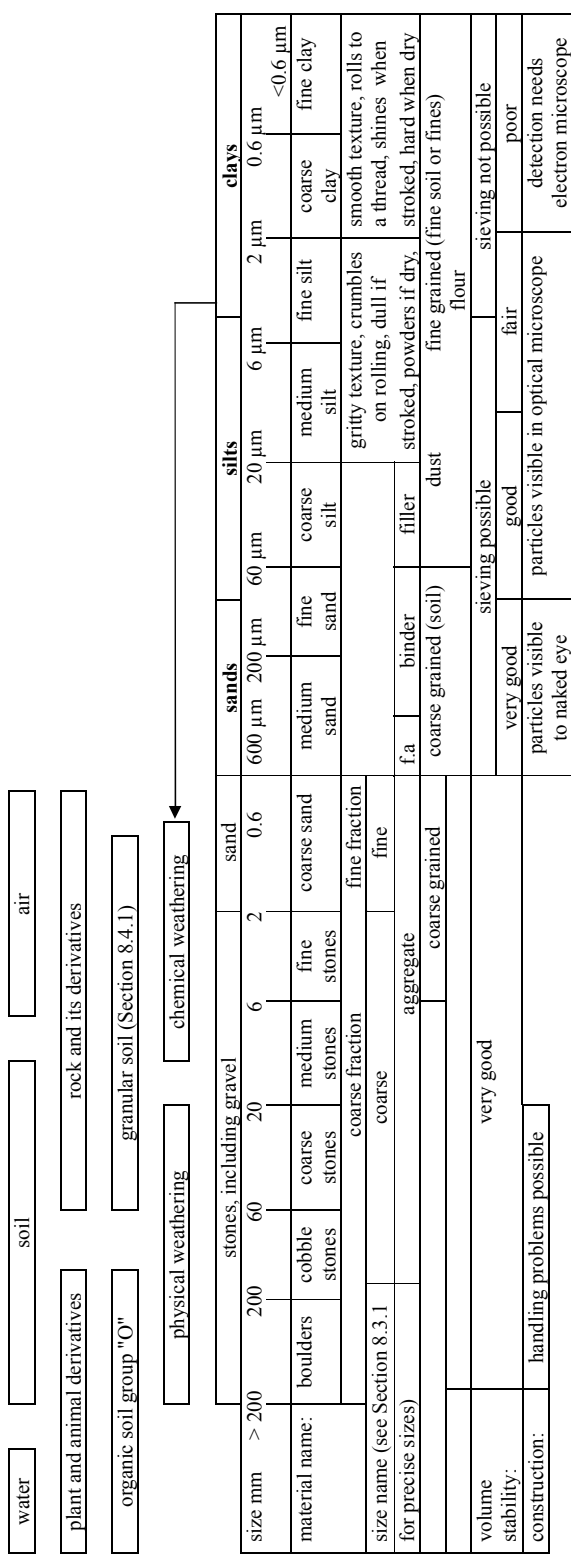 water soil air
plant and animal derivatives rock and its derivatives
organic soil group "O" granular soil (Section 8.4.1)
physical weathering chemical weathering
stones, including gravel sand sands silts clays
size mm > 200 200 60 20 6 2 0.6 600 µm 200 µm 60 µm 20 µm 6 µm 2 µm 0.6 µm <0.6 µm
material name: boulders cobble stones coarse stones medium stones fine stones coarse sand medium sand fine sand coarse silt medium silt fine silt coarse clay fine clay
coarse fraction fine fraction
gritty texture, crumbles
on rolling, dull if
stroked, powders if dry,
smooth texture, rolls to
a thread, shines when
stroked, hard when dry
size name (see Section 8.3.1 coarse fine
for precise sizes) aggregate f.a binder filler
coarse grained coarse grained (soil) dust fine grained (fine soil or fines)
flour
sieving possible sieving not possible
volume
stability:
very good very good good fair poor
construction: handling problems possible
particles visible
to naked eye
particles visible in optical microscope
detection needs
electron microscope